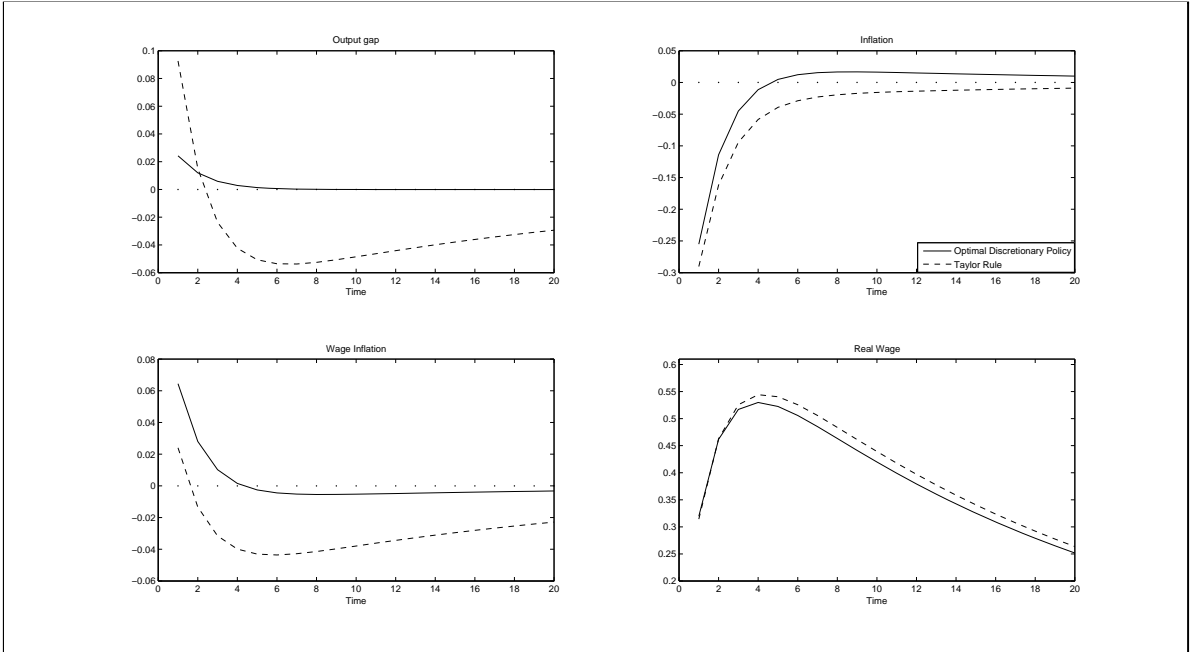 Output gap
0.1
0.08
0.06
0.04
0.02
0
−0.02
−0.04
−0.06
0 2 4 6 8 10 12 14 16 18 20
Time
Inflation
0.05
0
−0.05
−0.1
−0.15
−0.2
−0.25
−0.3
0 2 4 6 8 10 12 14 16 18 20
Time
Optimal Discretionary Policy
Taylor Rule
Wage Inflation
0.08
0.06
0.04
0.02
0
−0.02
−0.04
−0.06
0 2 4 6 8 10 12 14 16 18 20
Time
Real Wage
0.6
0.55
0.5
0.45
0.4
0.35
0.3
0.25
0.2
0 2 4 6 8 10 12 14 16 18 20
Time